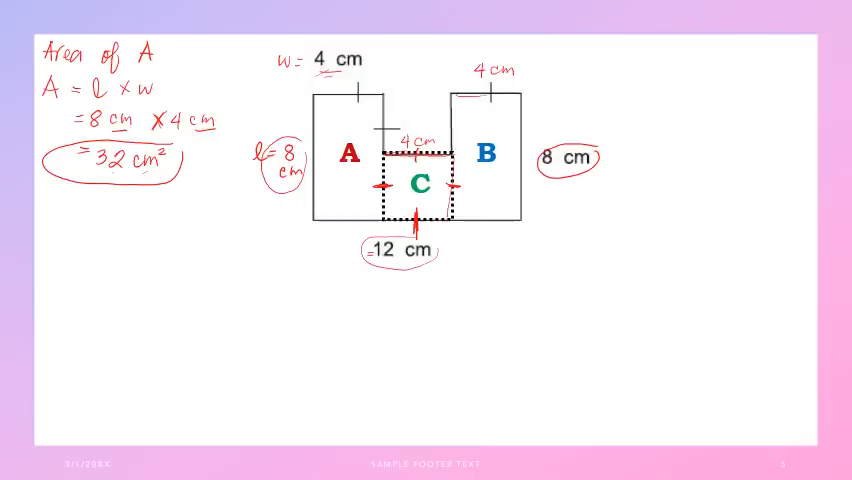 Area of A
A = l x w
= 8 cm x 4 cm
= 32 cm²
w = 4 cm
4 cm
4 cm
l = 8
cm
A
B
C
8 cm
=12 cm
3/1/20XX
SAMPLE FOOTER TEXT
3